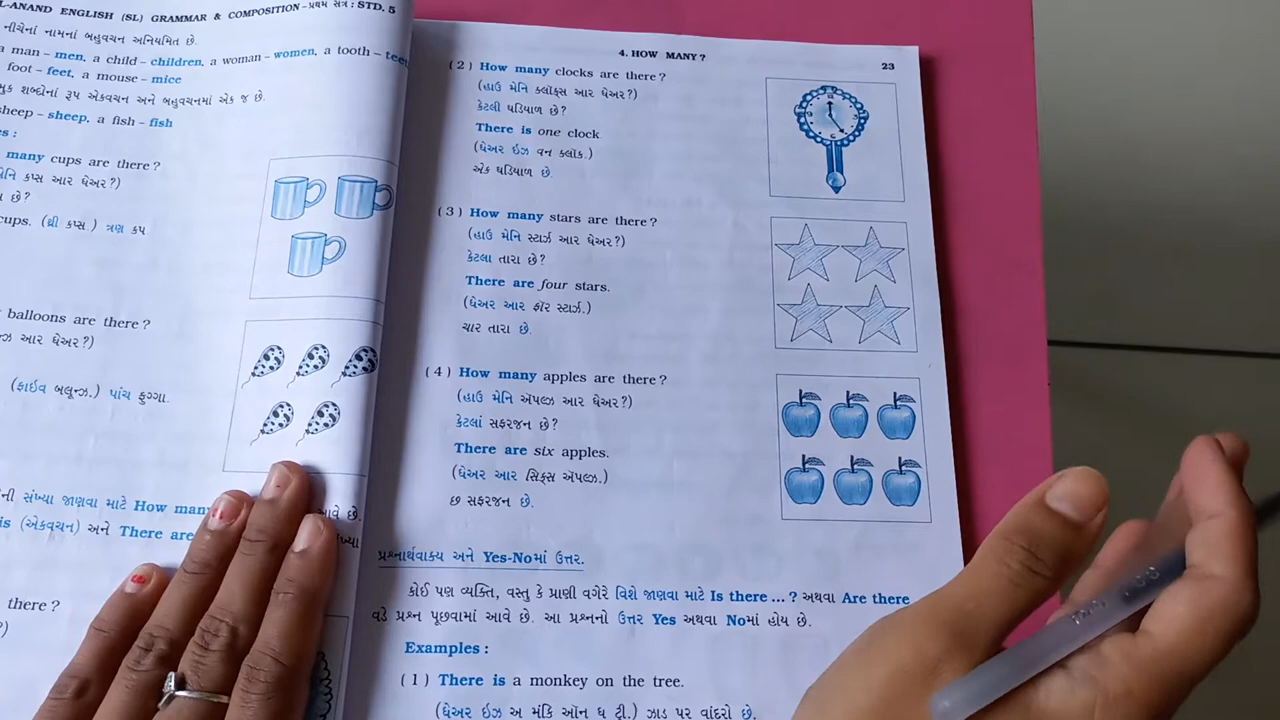 L-ANAND ENGLISH (SL) GRAMMAR & COMPOSITION – પ્રથમ સત્ર : STD. 5
નીચેનાં નામનાં બહુવચન અનિયમિત છે.
a man – men, a child – children, a woman – women, a tooth – teet
foot – feet, a mouse – mice
મુક શબ્દોનાં રૂપ એકવચન અને બહુવચનમાં એક જ છે.
sheep – sheep, a fish – fish
es :
many cups are there ?
મેનિ કપ્સ આર ધેઅર?)
છે?
cups. (થ્રી કપ્સ.) ત્રણ કપ
balloons are there ?
ન્ઝ આર ધેઅર?)
(ફાઇવ બલૂન્ઝ.) પાંચ ફુગ્ગા.
ની સંખ્યા જાણવા માટે How many આવે છે.
is (એકવચન) અને There are ખ્યા
there ?
4. HOW MANY ?
23
( 2 ) How many clocks are there ?
(હાઉ મેનિ ક્લૉક્સ આર ધેઅર?)
કેટલી ઘડિયાળ છે?
There is one clock
(ધેઅર ઇઝ વન ક્લૉક.)
એક ઘડિયાળ છે.
( 3 ) How many stars are there ?
(હાઉ મેનિ સ્ટાર્ઝ આર ધેઅર?)
કેટલા તારા છે?
There are four stars.
(ધેઅર આર ફૉર સ્ટાર્ઝ.)
ચાર તારા છે.
( 4 ) How many apples are there ?
(હાઉ મેનિ ઍપલ્ઝ આર ધેઅર?)
કેટલાં સફરજન છે?
There are six apples.
(ધેઅર આર સિક્સ ઍપલ્ઝ.)
છ સફરજન છે.
પ્રશ્નાર્થવાક્ય અને Yes-Noમાં ઉત્તર.
કોઈ પણ વ્યક્તિ, વસ્તુ કે પ્રાણી વગેરે વિશે જાણવા માટે Is there ... ? અથવા Are there
વડે પ્રશ્ન પૂછવામાં આવે છે. આ પ્રશ્નનો ઉત્તર Yes અથવા Noમાં હોય છે.
Examples :
( 1 ) There is a monkey on the tree.
(ધેઅર ઇઝ અ મંકિ ઑન ધ ટ્રી.) ઝાડ પર વાંદરો છે.